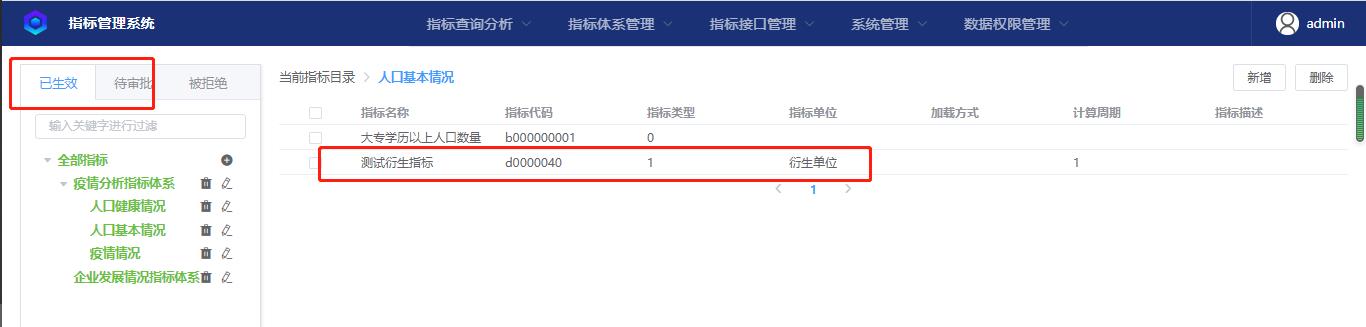 指标管理系统 指标查询分析 指标体系管理 指标接口管理 系统管理 数据权限管理 admin
已生效 待审批 被拒绝
当前指标目录 人口基本情况 新增 删除
输入关键字进行过滤
指标名称 指标代码 指标类型 指标单位 加载方式 计算周期 指标描述
大专学历以上人口数量 b000000001 0
测试衍生指标 d0000040 1 衍生单位 1
1
全部指标
疫情分析指标体系
人口健康情况
人口基本情况
疫情情况
企业发展情况指标体系